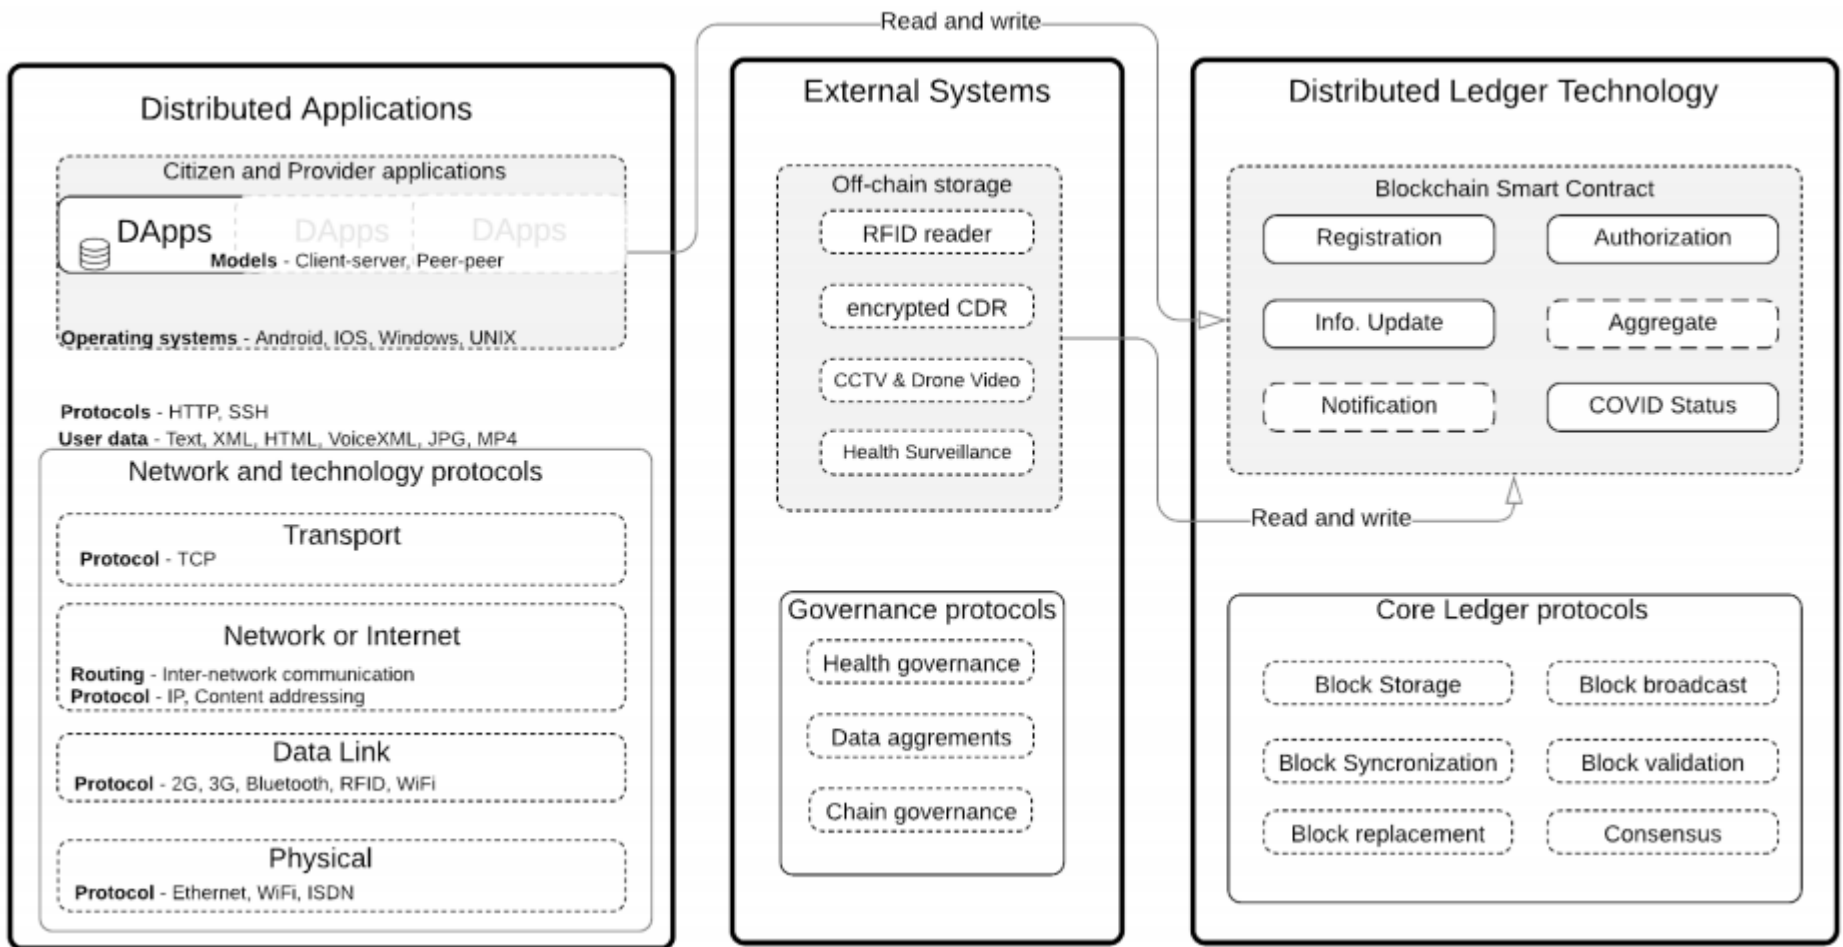 Read and write
Distributed Applications
Citizen and Provider applications
DApps
DApps
DApps
Models - Client-server, Peer-peer
Operating systems - Android, IOS, Windows, UNIX
Protocols - HTTP, SSH
User data - Text, XML, HTML, VoiceXML, JPG, MP4
Network and technology protocols
Transport
Protocol - TCP
Network or Internet
Routing - Inter-network communication
Protocol - IP, Content addressing
Data Link
Protocol - 2G, 3G, Bluetooth, RFID, WiFi
Physical
Protocol - Ethernet, WiFi, ISDN
External Systems
Off-chain storage
RFID reader
encrypted CDR
CCTV & Drone Video
Health Surveillance
Governance protocols
Health governance
Data aggrements
Chain governance
Distributed Ledger Technology
Blockchain Smart Contract
Registration
Authorization
Info. Update
Aggregate
Notification
COVID Status
Read and write
Core Ledger protocols
Block Storage
Block broadcast
Block Syncronization
Block validation
Block replacement
Consensus